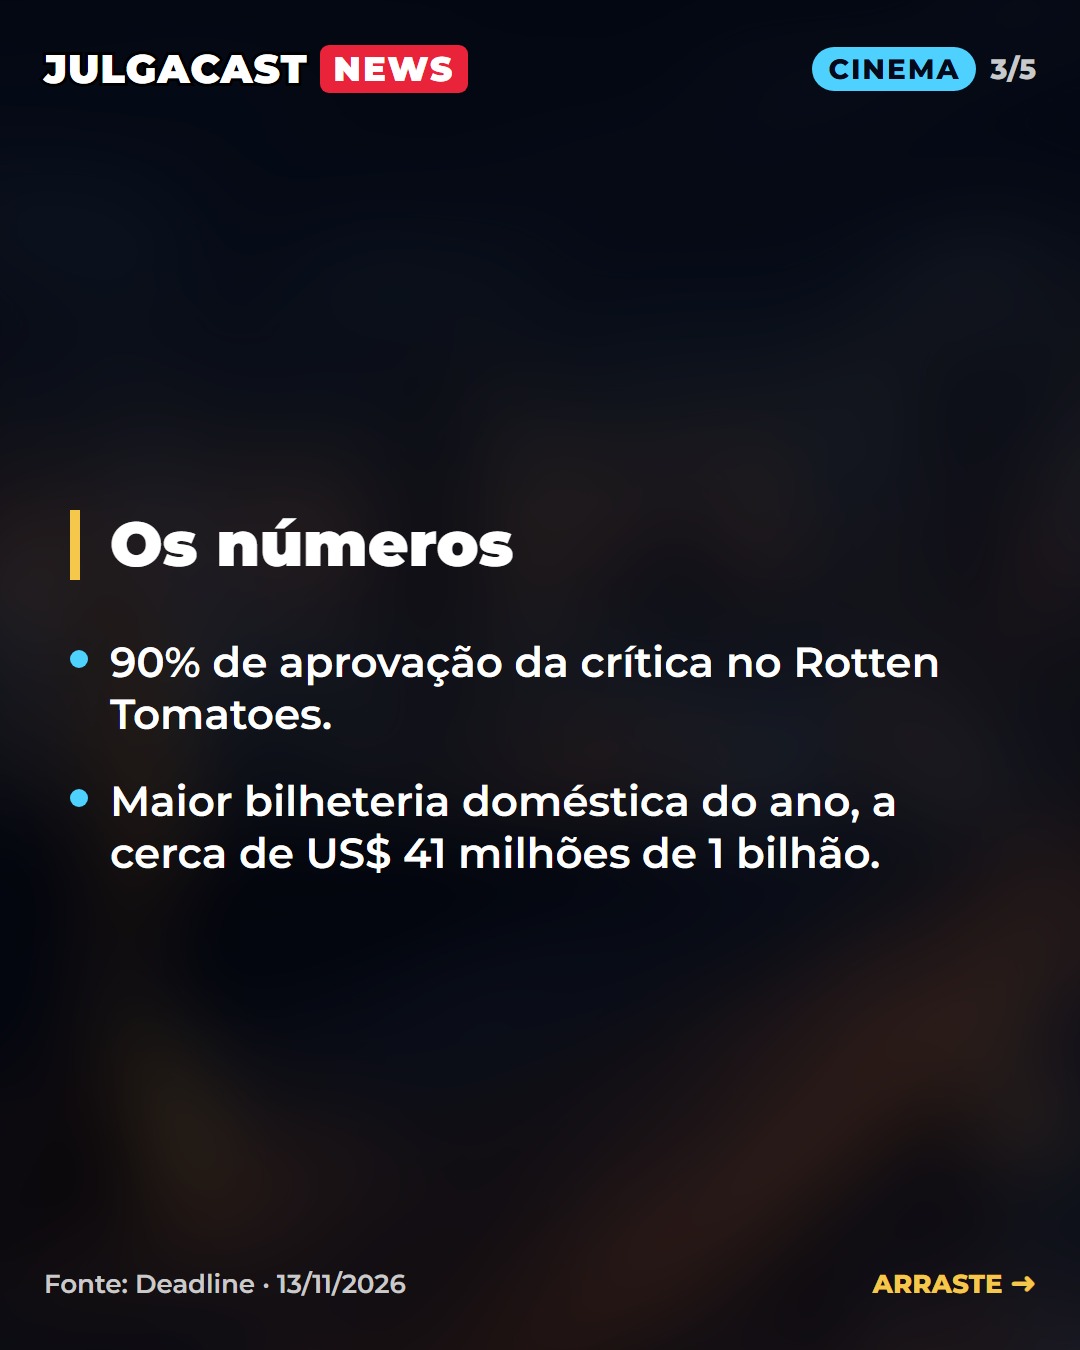 JULGACAST NEWS
CINEMA 3/5
Os números
90% de aprovação da crítica no Rotten
Tomatoes.
Maior bilheteria doméstica do ano, a
cerca de US$ 41 milhões de 1 bilhão.
Fonte: Deadline · 13/11/2026
ARRASTE →